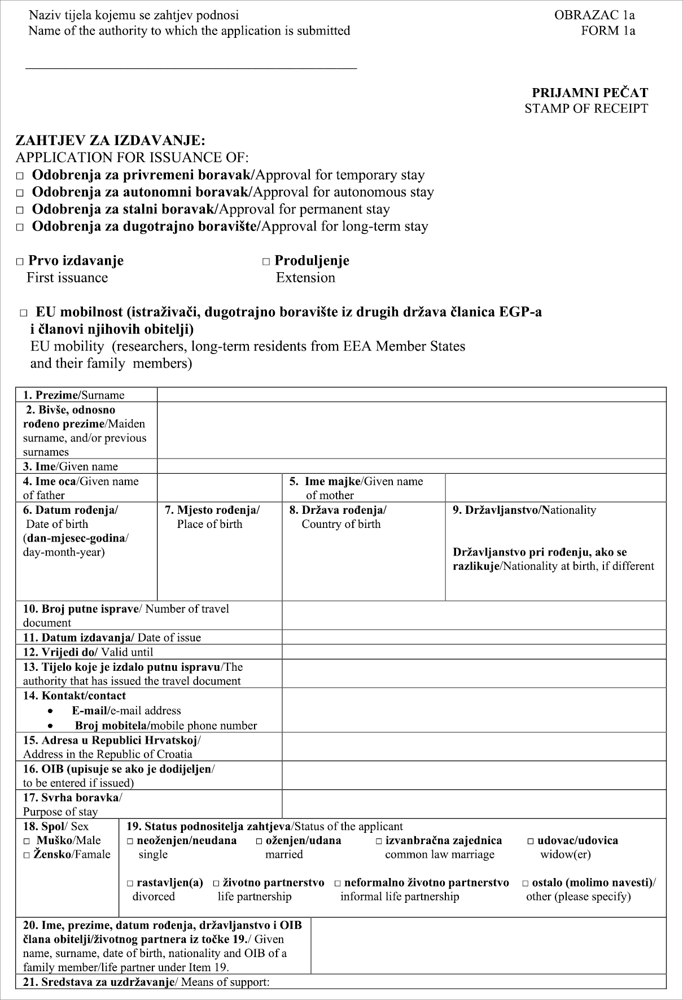 Naziv tijela kojemu se zahtjev podnosi
OBRAZAC 1a
Name of the authority to which the application is submitted
FORM 1a
PRIJAMNI PEČAT
STAMP OF RECEIPT
ZAHTJEV ZA IZDAVANJE:
APPLICATION FOR ISSUANCE OF:
□ Odobrenja za privremeni boravak/Approval for temporary stay
□ Odobrenja za autonomni boravak/Approval for autonomous stay
□ Odobrenja za stalni boravak/Approval for permanent stay
□ Odobrenja za dugotrajno boravište/Approval for long-term stay
□ Prvo izdavanje □ Produljenje
First issuance Extension
□ EU mobilnost (istraživači, dugotrajno boravište iz drugih država članica EGP-a
i članovi njihovih obitelji)
EU mobility (researchers, long-term residents from EEA Member States
and their family members)
1. Prezime/Surname
2. Bivše, odnosno
rođeno prezime/Maiden
surname, and/or previous
surnames
3. Ime/Given name
4. Ime oca/Given name
of father
5. Ime majke/Given name
of mother
6. Datum rođenja/
Date of birth
(dan-mjesec-godina/
day-month-year)
7. Mjesto rođenja/
Place of birth
8. Država rođenja/
Country of birth
9. Državljanstvo/Nationality
Državljanstvo pri rođenju, ako se
razlikuje/Nationality at birth, if different
10. Broj putne isprave/ Number of travel
document
11. Datum izdavanja/ Date of issue
12. Vrijedi do/ Valid until
13. Tijelo koje je izdalo putnu ispravu/The
authority that has issued the travel document
14. Kontakt/contact
• E-mail/e-mail address
• Broj mobitela/mobile phone number
15. Adresa u Republici Hrvatskoj/
Address in the Republic of Croatia
16. OIB (upisuje se ako je dodijeljen/
to be entered if issued)
17. Svrha boravka/
Purpose of stay
18. Spol/ Sex
□ Muško/Male
□ Žensko/Famale
19. Status podnositelja zahtjeva/Status of the applicant
□ neoženjen/neudana □ oženjen/udana □ izvanbračna zajednica □ udovac/udovica
single married common law marriage widow(er)
□ rastavljen(a) □ životno partnerstvo □ neformalno životno partnerstvo □ ostalo (molimo navesti)/
divorced life partnership informal life partnership other (please specify)
20. Ime, prezime, datum rođenja, državljanstvo i OIB
člana obitelji/životnog partnera iz točke 19./ Given
name, surname, date of birth, nationality and OIB of a
family member/life partner under Item 19.
21. Sredstava za uzdržavanje/ Means of support: